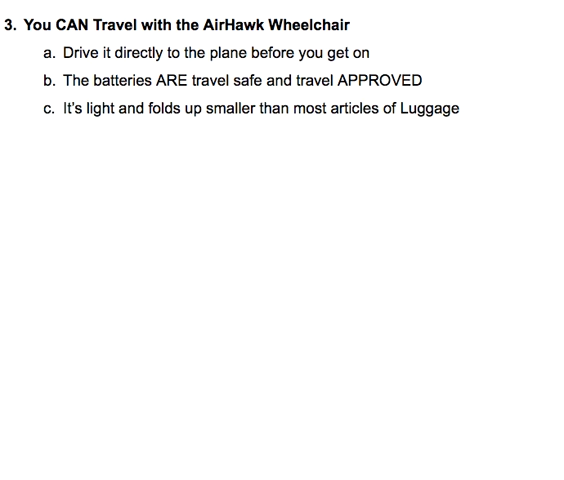 3. You CAN Travel with the AirHawk Wheelchair
a. Drive it directly to the plane before you get on
b. The batteries ARE travel safe and travel APPROVED
c. It's light and folds up smaller than most articles of Luggage